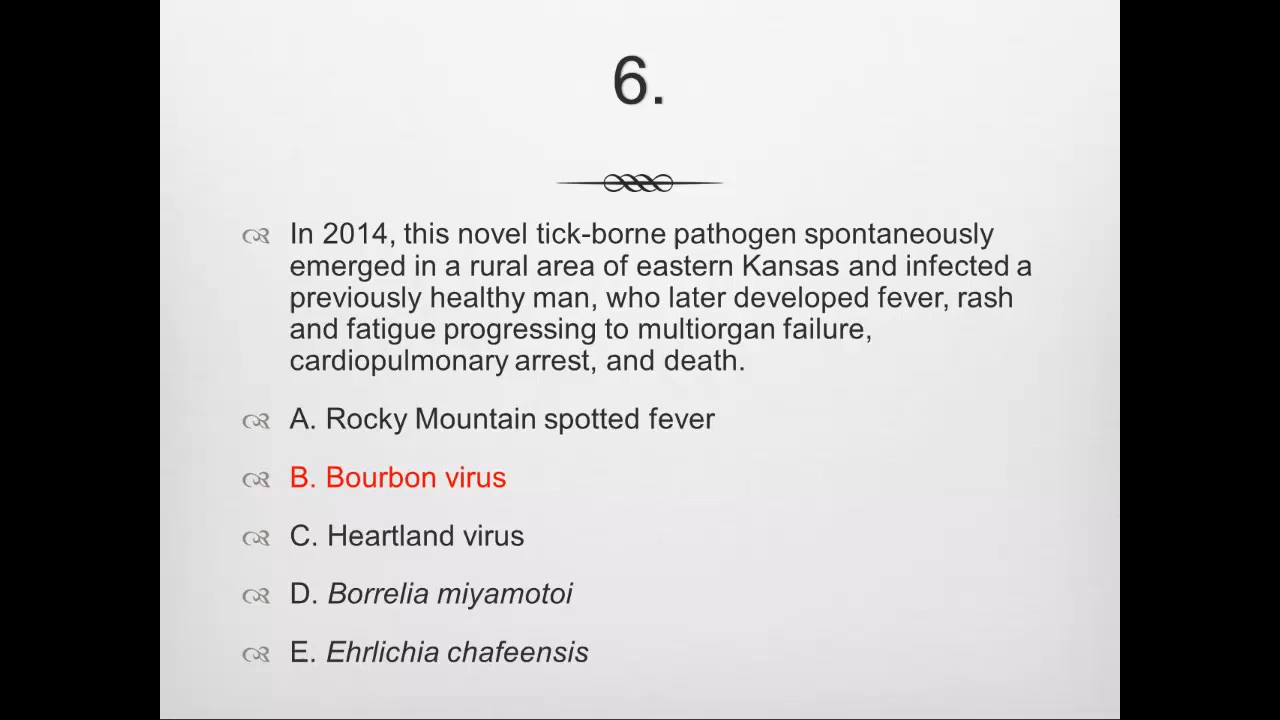 6.
In 2014, this novel tick-borne pathogen spontaneously
emerged in a rural area of eastern Kansas and infected a
previously healthy man, who later developed fever, rash
and fatigue progressing to multiorgan failure,
cardiopulmonary arrest, and death.
A. Rocky Mountain spotted fever
B. Bourbon virus
C. Heartland virus
D. Borrelia miyamotoi
E. Ehrlichia chafeensis